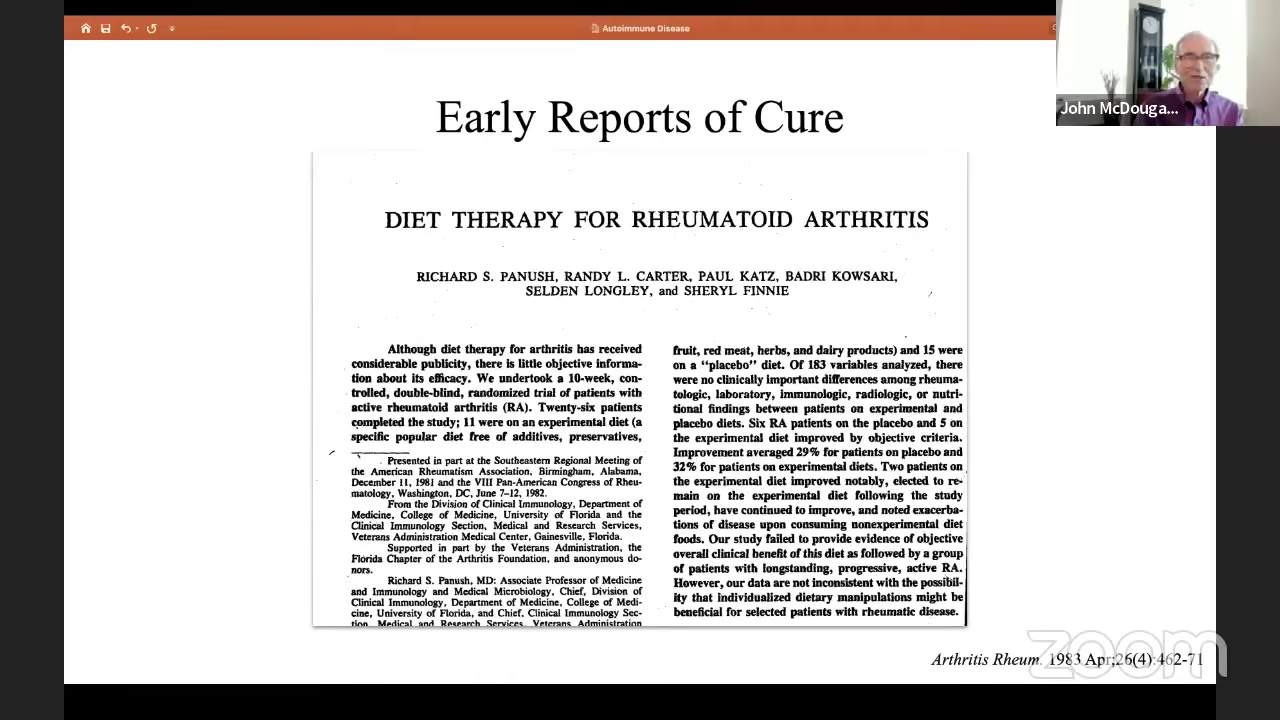 Autoimmune Disease
John McDouga...
Early Reports of Cure
DIET THERAPY FOR RHEUMATOID ARTHRITIS
RICHARD S. PANUSH, RANDY L. CARTER, PAUL KATZ, BADRI KOWSARI,
SELDEN LONGLEY, and SHERYL FINNIE
Although diet therapy for arthritis has received
considerable publicity, there is little objective informa-
tion about its efficacy. We undertook a 10-week, con-
trolled, double-blind, randomized trial of patients with
active rheumatoid arthritis (RA). Twenty-six patients
completed the study; 11 were on an experimental diet (a
specific popular diet free of additives, preservatives,
Presented in part at the Southeastern Regional Meeting of
the American Rheumatism Association, Birmingham, Alabama,
December 11, 1981 and the VIII Pan-American Congress of Rheu-
matology, Washington, DC, June 7-12, 1982.
From the Division of Clinical Immunology, Department of
Medicine, College of Medicine, University of Florida and the
Clinical Immunology Section, Medical and Research Services,
Veterans Administration Medical Center, Gainesville, Florida.
Supported in part by the Veterans Administration, the
Florida Chapter of the Arthritis Foundation, and anonymous do-
nors.
Richard S. Panush, MD: Associate Professor of Medicine
and Immunology and Medical Microbiology, Chief, Division of
Clinical Immunology, Department of Medicine, College of Medi-
cine, University of Florida, and Chief, Clinical Immunology Sec-
tion, Medical and Research Services, Veterans Administration
fruit, red meat, herbs, and dairy products) and 15 were
on a "placebo" diet. Of 183 variables analyzed, there
were no clinically important differences among rheuma-
tologic, laboratory, immunologic, radiologic, or nutri-
tional findings between patients on experimental and
placebo diets. Six RA patients on the placebo and 5 on
the experimental diet improved by objective criteria.
Improvement averaged 29% for patients on placebo and
32% for patients on experimental diets. Two patients on
the experimental diet improved notably, elected to re-
main on the experimental diet following the study
period, have continued to improve, and noted exacerba-
tions of disease upon consuming nonexperimental diet
foods. Our study failed to provide evidence of objective
overall clinical benefit of this diet as followed by a group
of patients with longstanding, progressive, active RA.
However, our data are not inconsistent with the possibil-
ity that individualized dietary manipulations might be
beneficial for selected patients with rheumatic disease.
Arthritis Rheum. 1983 Apr;26(4):462-71
zoom